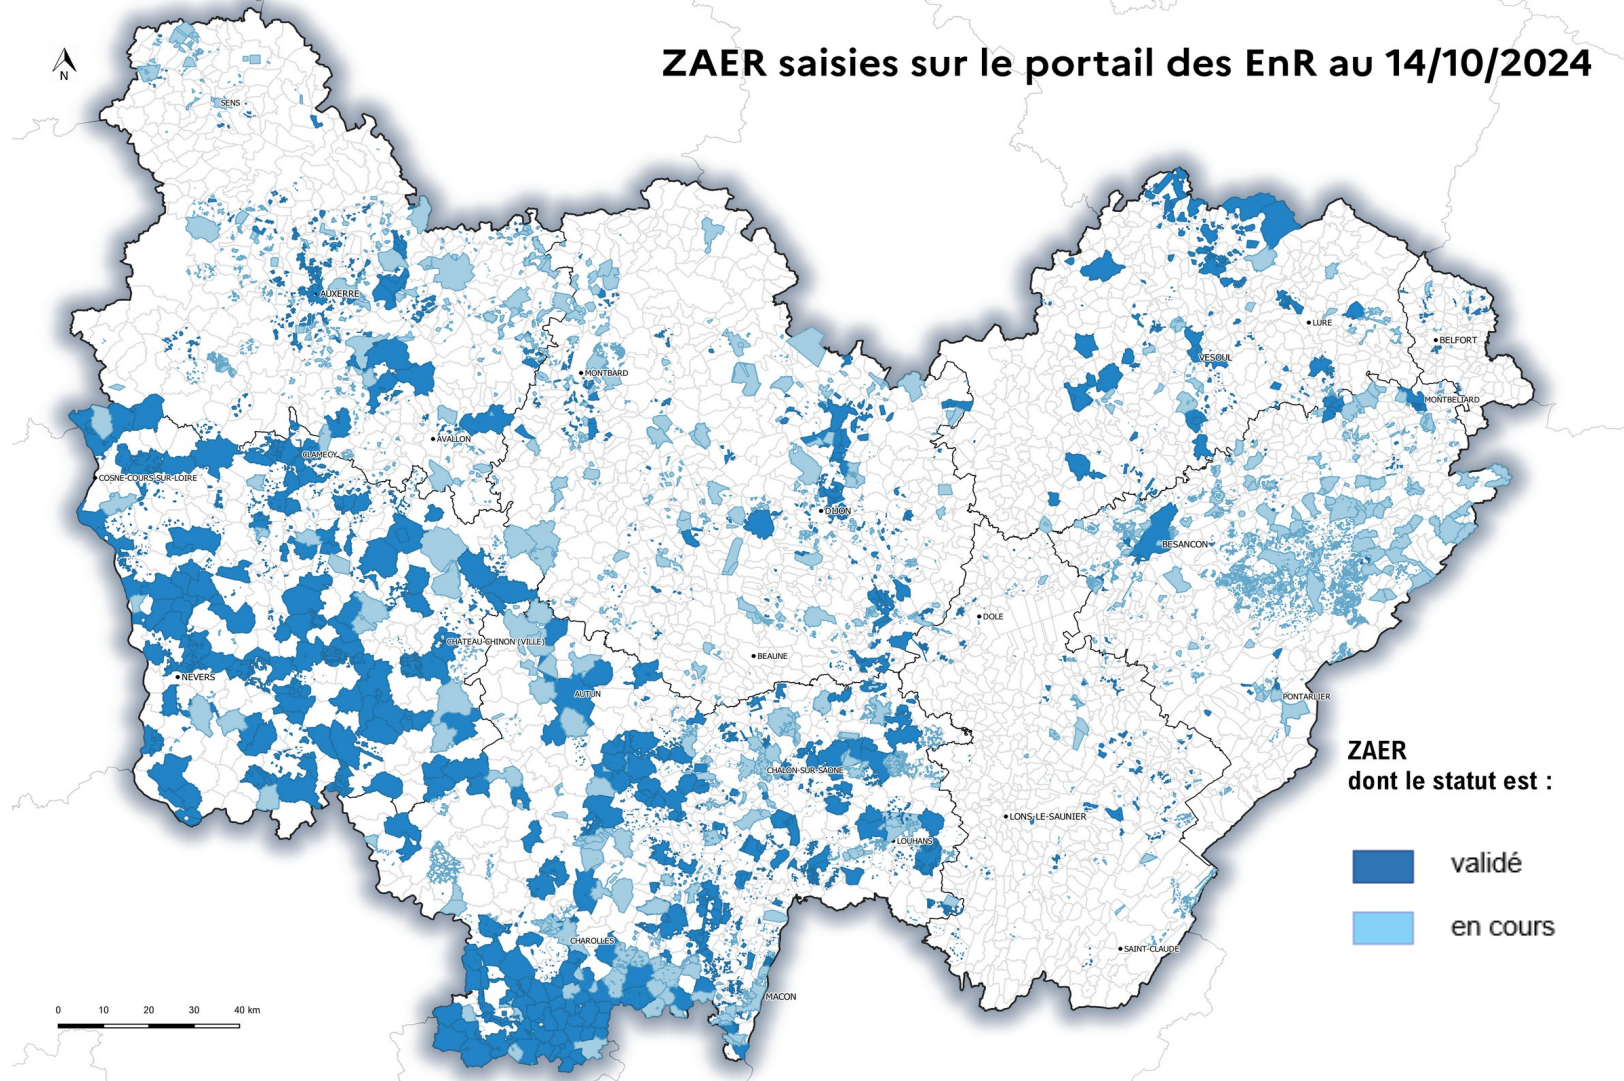 ZAER saisies sur le portail des EnR au 14/10/2024
N
SENS
AUXERRE
LURE
BELFORT
VESOUL
MONTBARD
MONTBELIARD
AVALLON
CLAMECY
COSNE-COURS-SUR-LOIRE
DIJON
BESANCON
DOLE
CHATEAU-CHINON (VILLE)
BEAUNE
NEVERS
AUTUN
PONTARLIER
ZAER
dont le statut est :
CHALON-SUR-SAONE
LONS-LE-SAUNIER
LOUHANS
validé
en cours
CHAROLLES
SAINT-CLAUDE
MACON
0 10 20 30 40 km